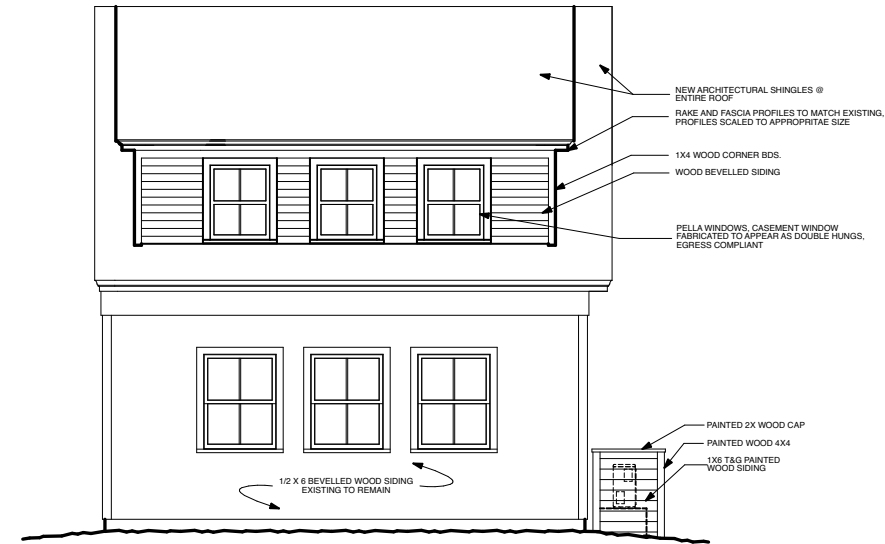 NEW ARCHITECTURAL SHINGLES @
ENTIRE ROOF
RAKE AND FASCIA PROFILES TO MATCH EXISTING,
PROFILES SCALED TO APPROPRITAE SIZE
1X4 WOOD CORNER BDS.
WOOD BEVELLED SIDING
PELLA WINDOWS, CASEMENT WINDOW
FABRICATED TO APPEAR AS DOUBLE HUNGS,
EGRESS COMPLIANT
PAINTED 2X WOOD CAP
PAINTED WOOD 4X4
1X6 T&G PAINTED
WOOD SIDING
1/2 X 6 BEVELLED WOOD SIDING
EXISTING TO REMAIN